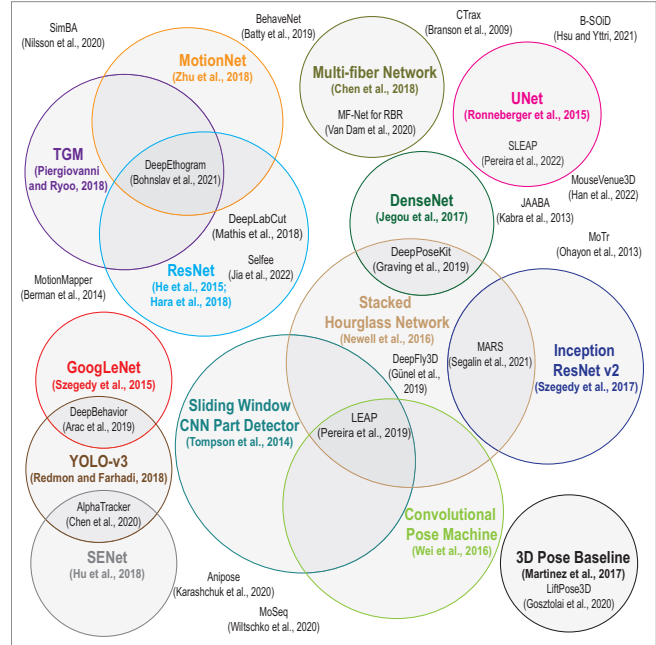 SimBA
(Nilsson et al., 2020)
BehaveNet
(Batty et al., 2019)
CTrax
(Branson et al., 2009)
B-SOiD
(Hsu and Yttri, 2021)
MotionNet
(Zhu et al., 2018)
Multi-fiber Network
(Chen et al., 2018)
MF-Net for RBR
(Van Dam et al., 2020)
UNet
(Ronneberger et al., 2015)
SLEAP
(Pereira et al., 2022)
TGM
(Piergiovanni
and Ryoo, 2018)
DeepEthogram
(Bohnslav et al., 2021)
DenseNet
(Jegou et al., 2017)
MouseVenue3D
(Han et al., 2022)
JAABA
(Kabra et al., 2013)
DeepLabCut
(Mathis et al., 2018)
MoTr
(Ohayon et al., 2013)
DeepPoseKit
(Graving et al., 2019)
Selfee
(Jia et al., 2022)
ResNet
(He et al., 2015;
Hara et al., 2018)
MotionMapper
(Berman et al., 2014)
Stacked
Hourglass Network
(Newell et al., 2016)
MARS
(Segalin et al., 2021)
Inception
ResNet v2
(Szegedy et al., 2017)
GoogLeNet
(Szegedy et al., 2015)
DeepFly3D
(Günel et al.,
2019)
DeepBehavior
(Arac et al., 2019)
Sliding Window
CNN Part Detector
(Tompson et al., 2014)
LEAP
(Pereira et al., 2019)
YOLO-v3
(Redmon and Farhadi, 2018)
AlphaTracker
(Chen et al., 2020)
Convolutional
Pose Machine
(Wei et al., 2016)
SENet
(Hu et al., 2018)
3D Pose Baseline
(Martinez et al., 2017)
LiftPose3D
(Gosztolai et al., 2020)
Anipose
(Karashchuk et al., 2020)
MoSeq
(Wiltschko et al., 2020)